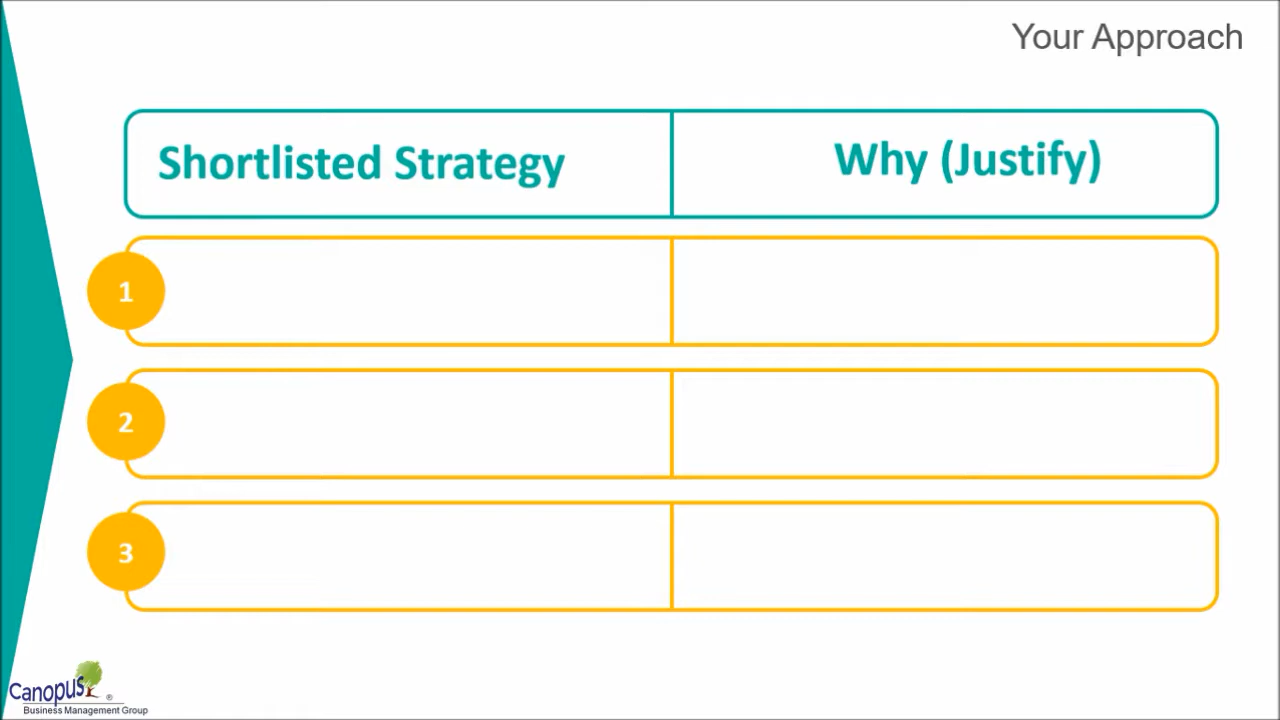 Your Approach
Shortlisted Strategy
Why (Justify)
1
2
3
Canopus ®
Business Management Group